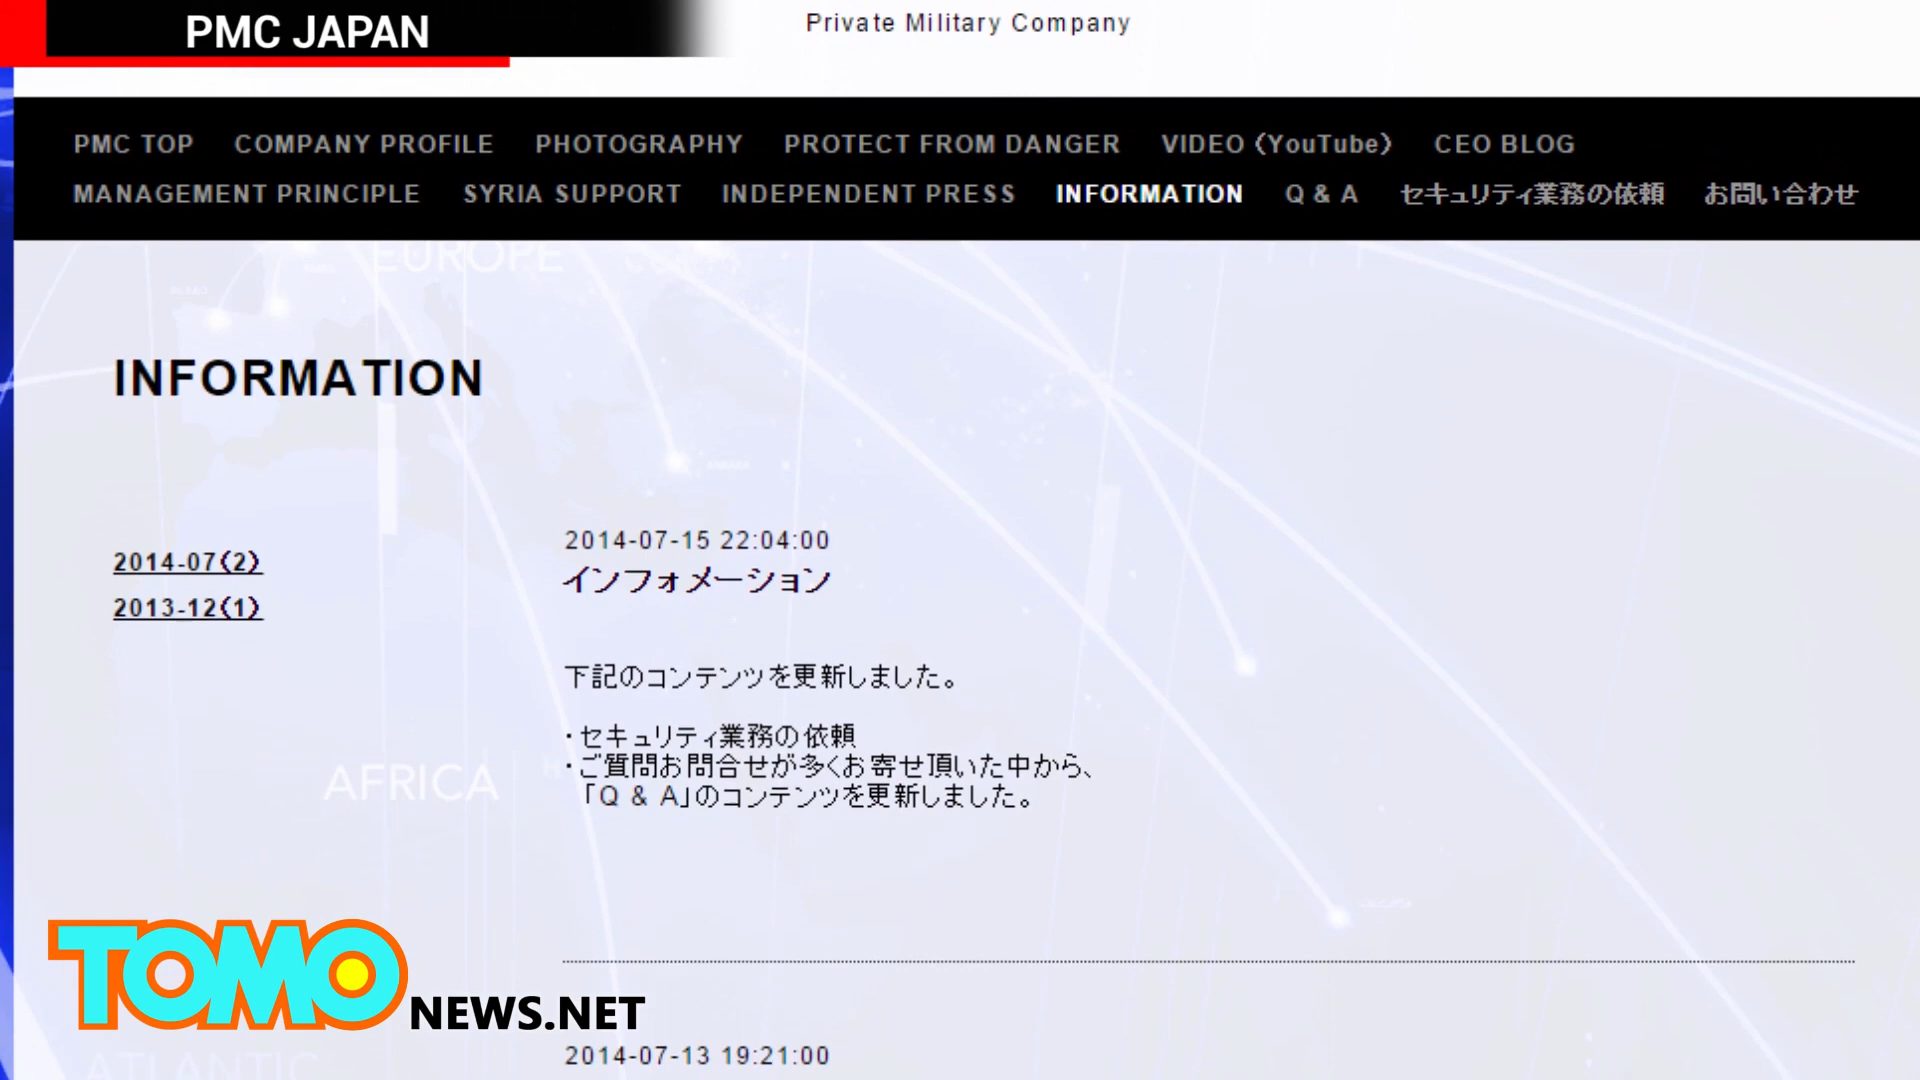 PMC JAPAN
Private Military Company
PMC TOP COMPANY PROFILE PHOTOGRAPHY PROTECT FROM DANGER VIDEO（YouTube） CEO BLOG
MANAGEMENT PRINCIPLE SYRIA SUPPORT INDEPENDENT PRESS INFORMATION Q & A セキュリティ業務の依頼 お問い合わせ
EUROPE
INFORMATION
2014-07（2）
2013-12（1）
2014-07-15 22:04:00
インフォメーション
下記のコンテンツを更新しました。
・セキュリティ業務の依頼
・ご質問お問合せが多くお寄せ頂いた中から、
「Q & A」のコンテンツを更新しました。
AFRICA
TOMO
NEWS.NET
ATLANTIC
2014-07-13 19:21:00